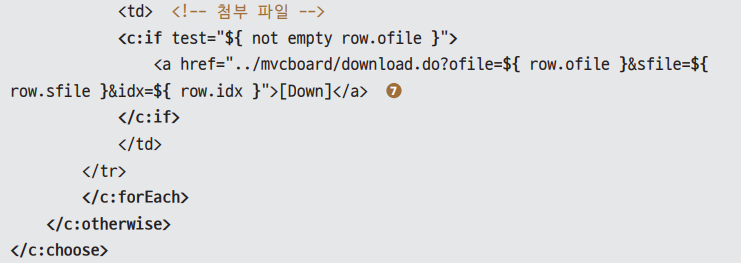 <td>  <!-- 첨부 파일 -->
<c:if test="${ not empty row.ofile }">
<a href="../mvcboard/download.do?ofile=${ row.ofile }&sfile=${
row.sfile }&idx=${ row.idx }">[Down]</a>  ❼
</c:if>
</td>
</tr>
</c:forEach>
</c:otherwise>
</c:choose>